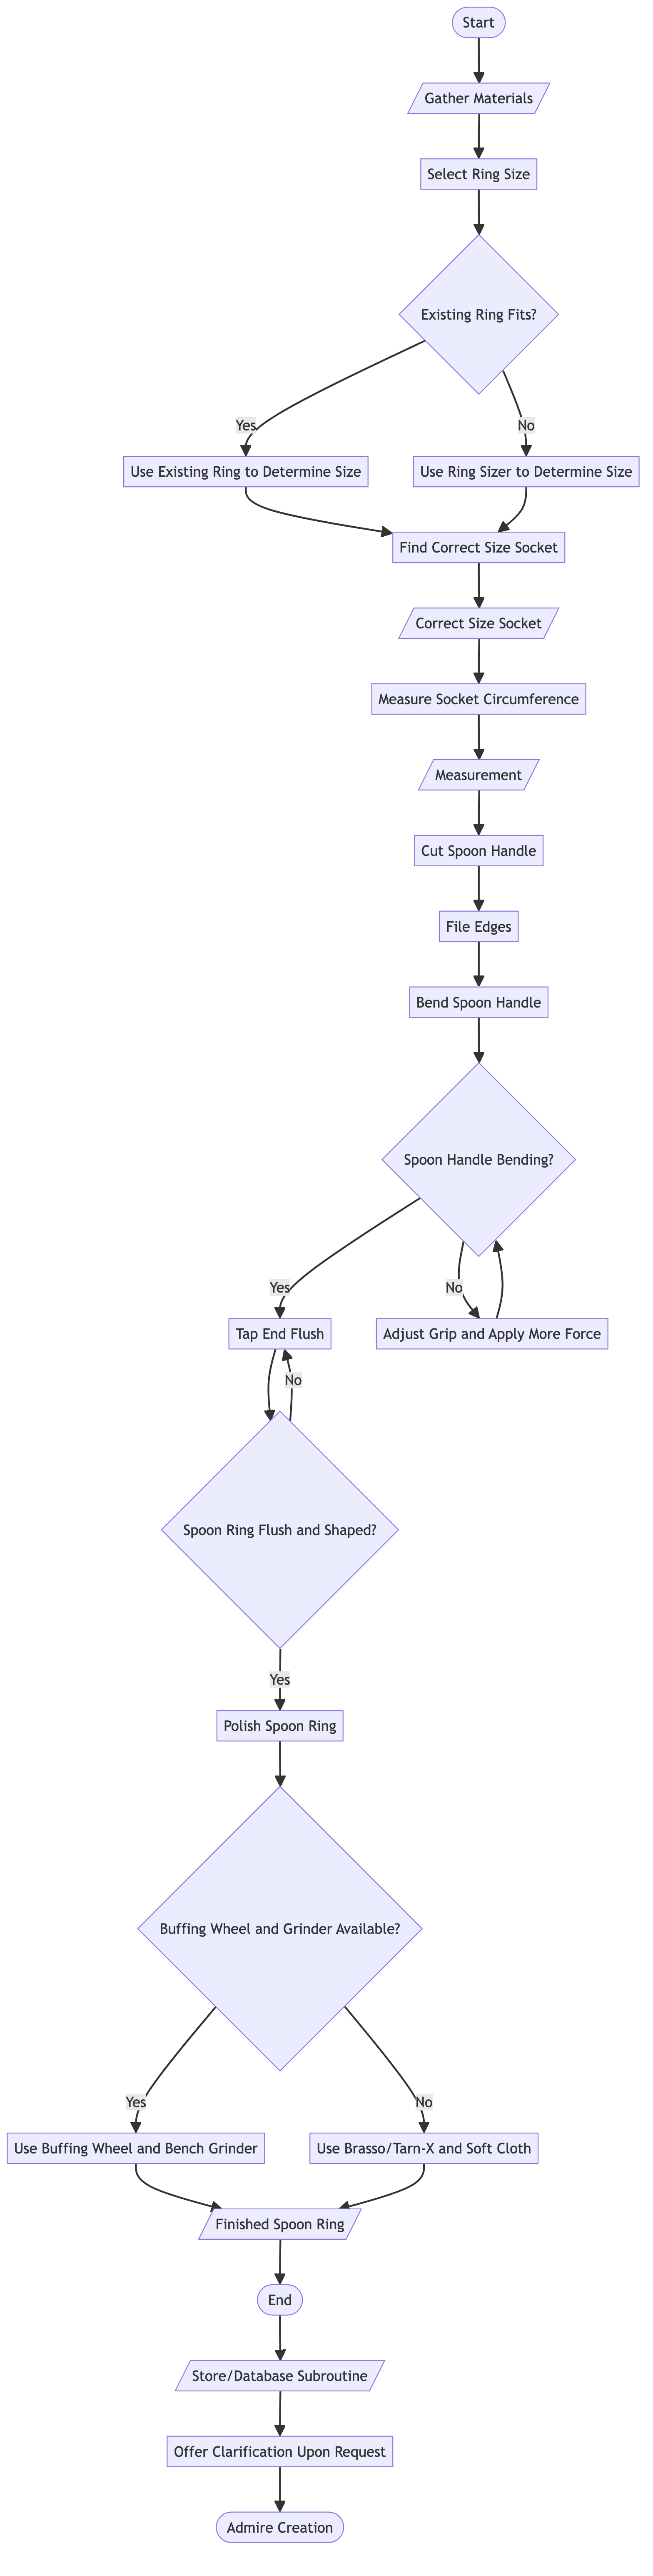 Start
Gather Materials
Select Ring Size
Existing Ring Fits?
Yes
No
Use Existing Ring to Determine Size
Use Ring Sizer to Determine Size
Find Correct Size Socket
Correct Size Socket
Measure Socket Circumference
Measurement
Cut Spoon Handle
File Edges
Bend Spoon Handle
Spoon Handle Bending?
Yes
No
Tap End Flush
Adjust Grip and Apply More Force
No
Spoon Ring Flush and Shaped?
Yes
Polish Spoon Ring
Buffing Wheel and Grinder Available?
Yes
No
Use Buffing Wheel and Bench Grinder
Use Brasso/Tarn-X and Soft Cloth
Finished Spoon Ring
End
Store/Database Subroutine
Offer Clarification Upon Request
Admire Creation